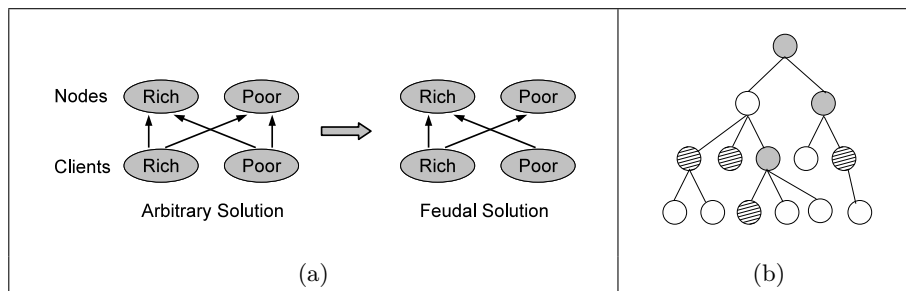 Nodes Rich Poor Rich Poor
Clients Rich Poor Rich Poor
Arbitrary Solution Feudal Solution
(a) (b)